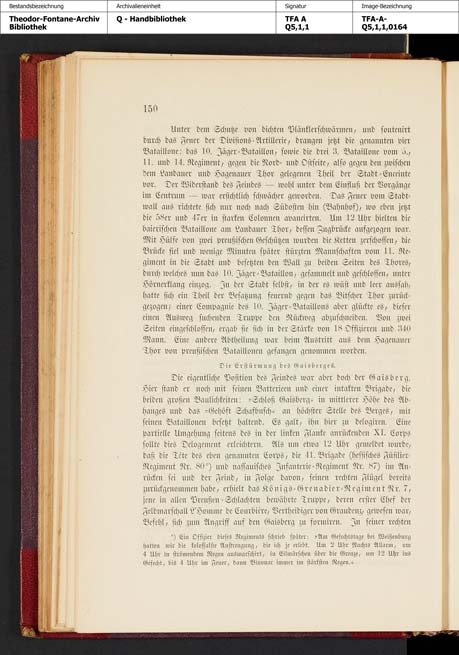 Bestandsbezeichnung
Archivalieneinheit
Signatur
Image-Bezeichnung
Theodor-Fontane-Archiv
Bibliothek
Q - Handbibliothek
TFA A
Q5,1,1
TFA-A-
Q5,1,1,0164
150
Unter dem Schutze von dichten Plänklerschwärmen, und soutenirt
durch das Feuer der Divisions-Artillerie, drangen jetzt die genannten vier
Bataillone: das 10. Jäger-Bataillon, sowie die drei 3. Bataillone vom 5.,
11. und 14. Regiment, gegen die Nord- und Ostseite, also gegen den zwischen
dem Landauer und Hagenauer Thor gelegenen Theil der Stadt-Enceinte
vor. Der Widerstand des Feindes — wohl unter dem Einfluß der Vorgänge
im Centrum — war ersichtlich schwächer geworden. Das Feuer vom Stadt-
wall aus richtete sich nur noch nach Südosten hin (Bahnhof), wo eben jetzt
die 58er und 47er in starken Colonnen avancirten. Um 12 Uhr hielten die
baierischen Bataillone am Landauer Thor, dessen Zugbrücke aufgezogen war.
Mit Hülfe von zwei preußischen Geschützen wurden die Ketten zerschossen; die
Brücke fiel und wenige Minuten später stürzten Mannschaften vom 11. Re-
giment in die Stadt und besetzten den Wall zu beiden Seiten des Thores,
durch welches nun das 10. Jäger-Bataillon, gesammelt und geschlossen, unter
Hörnerklang einzog. In der Stadt selbst, in der es wüst und leer aussah,
hatte sich ein Theil der Besatzung feuernd gegen das Bitscher Thor zurück-
gezogen; einer Compagnie des 10. Jäger-Bataillons aber glückte es, dieser
einen Ausweg suchenden Truppe den Rückweg abzuschneiden. Von zwei
Seiten eingeschlossen, ergab sie sich in der Stärke von 18 Offizieren und 340
Mann. Eine andere Abtheilung war beim Austritt aus dem Hagenauer
Thor von preußischen Bataillonen gefangen genommen worden.
Die Erstürmung des Gaisberges.
Die eigentliche Position des Feindes war aber doch der Gaisberg.
Hier stand er noch mit seinen Batterieen und einer intakten Brigade, die
beiden großen Baulichkeiten: »Schloß Gaisberg« in mittlerer Höhe des Ab-
hanges und das »Gehöft Schafbusch« an höchster Stelle des Berges, mit
seinen Bataillonen besetzt haltend. Es galt, ihn hier zu delogiren. Eine
partielle Umgehung seitens des in der linken Flanke anrückenden XI. Corps
sollte dies Delogement erleichtern. Als um etwa 12 Uhr gemeldet wurde,
daß die Tête des eben genannten Corps, die 41. Brigade (hessisches Füsilier-
Regiment Nr. 80*) und nassauisches Infanterie-Regiment Nr. 87) im An-
rücken sei und der Feind, in Folge davon, seinen rechten Flügel bereits
zurückgenommen habe, erhielt das Königs-Grenadier-Regiment Nr. 7,
jene in allen Preußen-Schlachten bewährte Truppe, deren erster Chef der
Feldmarschall L'Homme de Courbière, Vertheidiger von Graudenz, gewesen war,
Befehl, sich zum Angriff auf den Gaisberg zu formiren. In seiner rechten
*) Ein Offizier dieses Regiments schrieb später: »Am Gefechtstage bei Weißenburg
hatten wir die kolossalste Anstrengung, die ich je erlebt. Um 2 Uhr Nachts Allarm, um
4 Uhr in strömendem Regen ausmarschirt, in Eilmärschen über die Grenze, um 12 Uhr ins
Gefecht, bis 4 Uhr im Feuer, dann Bivouac immer im stärksten Regen.«